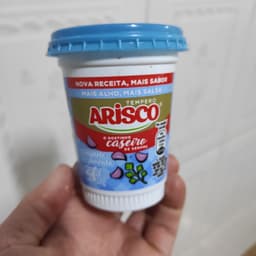 NOVA RECEITA, MAIS SABOR
MAIS ALHO, MAIS SALSA
TEMPERO
ARISCO
O GOSTINHO
caseiro
DE SEMPRE